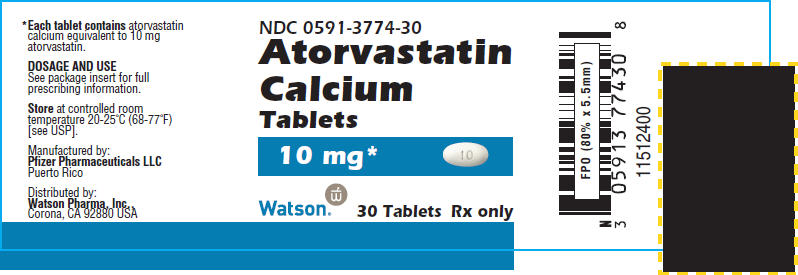 *Each tablet contains atorvastatin
calcium equivalent to 10 mg
atorvastatin.
DOSAGE AND USE
See package insert for full
prescribing information.
Store at controlled room
temperature 20-25°C (68-77°F)
[see USP].
Manufactured by:
Pfizer Pharmaceuticals LLC
Puerto Rico
Distributed by:
Watson Pharma, Inc.,
Corona, CA 92880 USA
NDC 0591-3774-30
Atorvastatin
Calcium
Tablets
10 mg*
10
Watson.
30 Tablets Rx only
FPO (80% x 5.5mm)
N
3 05913 77430 8
11512400